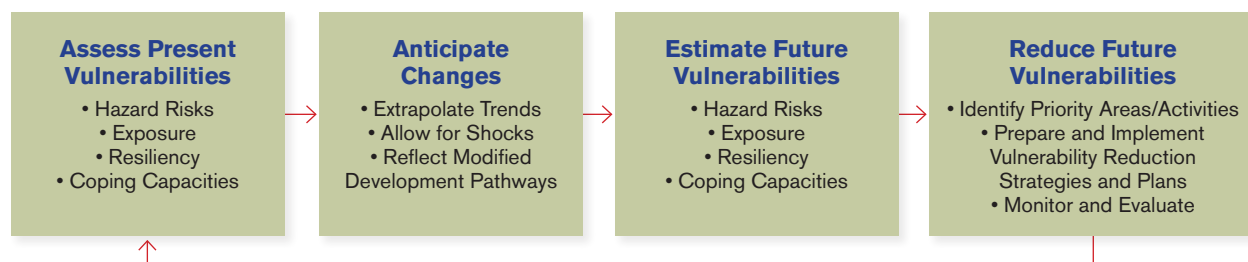 Assess Present
Vulnerabilities
• Hazard Risks
• Exposure
• Resiliency
• Coping Capacities
Anticipate
Changes
• Extrapolate Trends
• Allow for Shocks
• Reflect Modified
Development Pathways
Estimate Future
Vulnerabilities
• Hazard Risks
• Exposure
• Resiliency
• Coping Capacities
Reduce Future
Vulnerabilities
• Identify Priority Areas/Activities
• Prepare and Implement
Vulnerability Reduction
Strategies and Plans
• Monitor and Evaluate